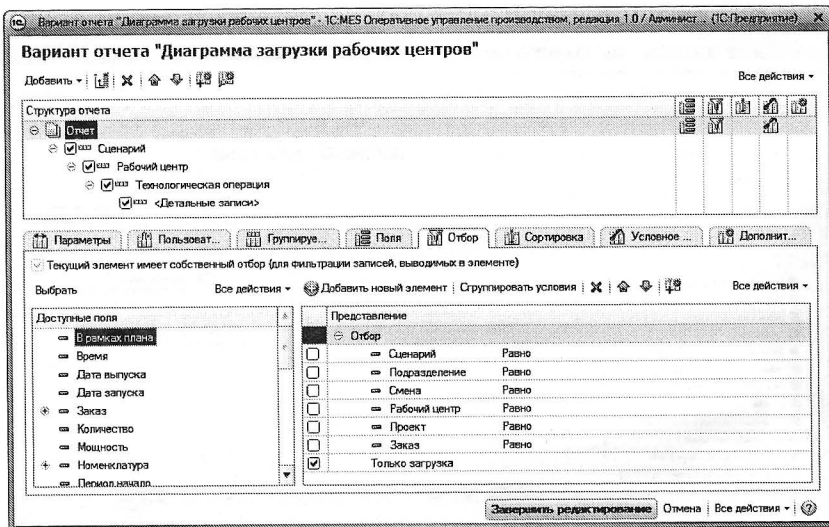 Вариант отчета "Диаграмма загрузки рабочих центров" - 1С:MES Оперативное управление производством, редакция 1.0 / Админист ... (1С:Предприятие)
Вариант отчета "Диаграмма загрузки рабочих центров"
Добавить
Все действия
Структура отчета
Отчет
Сценарий
Рабочий центр
Технологическая операция
<Детальные записи>
Параметры Пользоват... Группируе... Поля Отбор Сортировка Условное ... Дополнит...
Текущий элемент имеет собственный отбор (для фильтрации записей, выводимых в элементе)
Выбрать Все действия Добавить новый элемент Сгруппировать условия Все действия
Доступные поля
В рамках плана
Время
Дата выпуска
Дата запуска
Заказ
Количество
Мощность
Номенклатура
Период начало
Представление
Отбор
Сценарий Равно
Подразделение Равно
Смена Равно
Рабочий центр Равно
Проект Равно
Заказ Равно
Только загрузка
Завершить редактирование Отмена Все действия